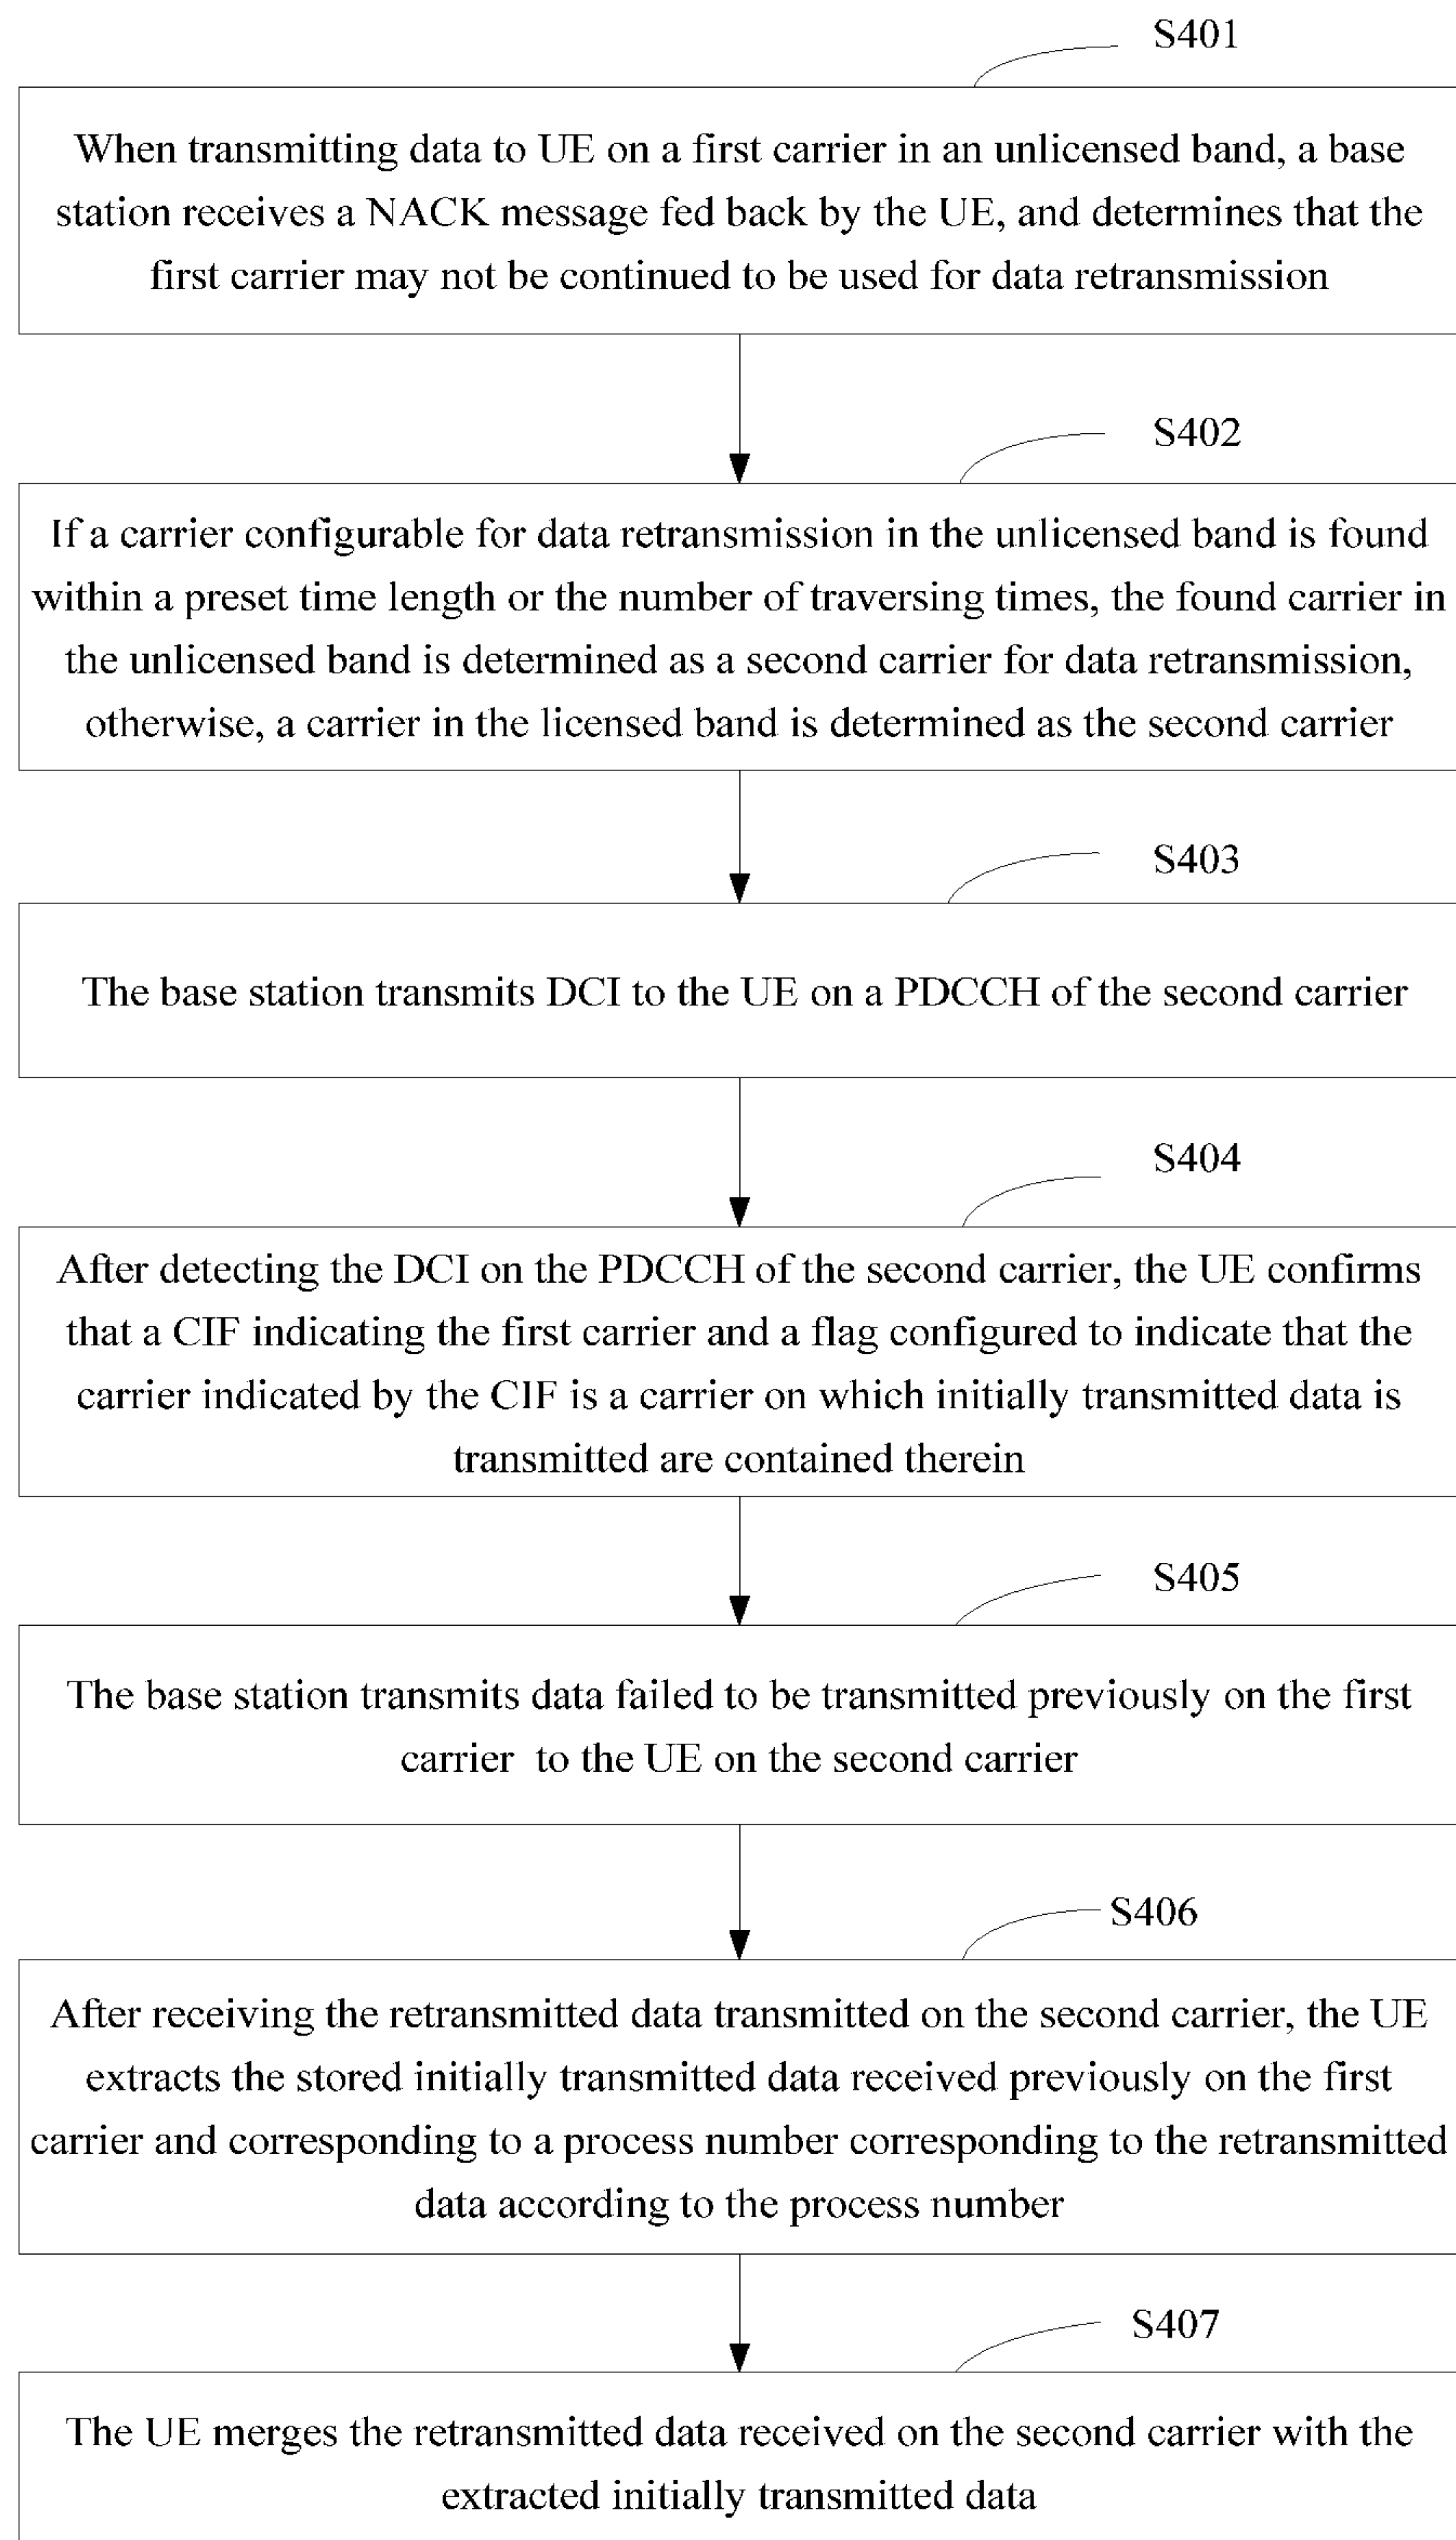 S401
When transmitting data to UE on a first carrier in an unlicensed band, a base
station receives a NACK message fed back by the UE, and determines that the
first carrier may not be continued to be used for data retransmission
S402
If a carrier configurable for data retransmission in the unlicensed band is found
within a preset time length or the number of traversing times, the found carrier in
the unlicensed band is determined as a second carrier for data retransmission,
otherwise, a carrier in the licensed band is determined as the second carrier
S403
The base station transmits DCI to the UE on a PDCCH of the second carrier
S404
After detecting the DCI on the PDCCH of the second carrier, the UE confirms
that a CIF indicating the first carrier and a flag configured to indicate that the
carrier indicated by the CIF is a carrier on which initially transmitted data is
transmitted are contained therein
S405
The base station transmits data failed to be transmitted previously on the first
carrier to the UE on the second carrier
S406
After receiving the retransmitted data transmitted on the second carrier, the UE
extracts the stored initially transmitted data received previously on the first
carrier and corresponding to a process number corresponding to the retransmitted
data according to the process number
S407
The UE merges the retransmitted data received on the second carrier with the
extracted initially transmitted data